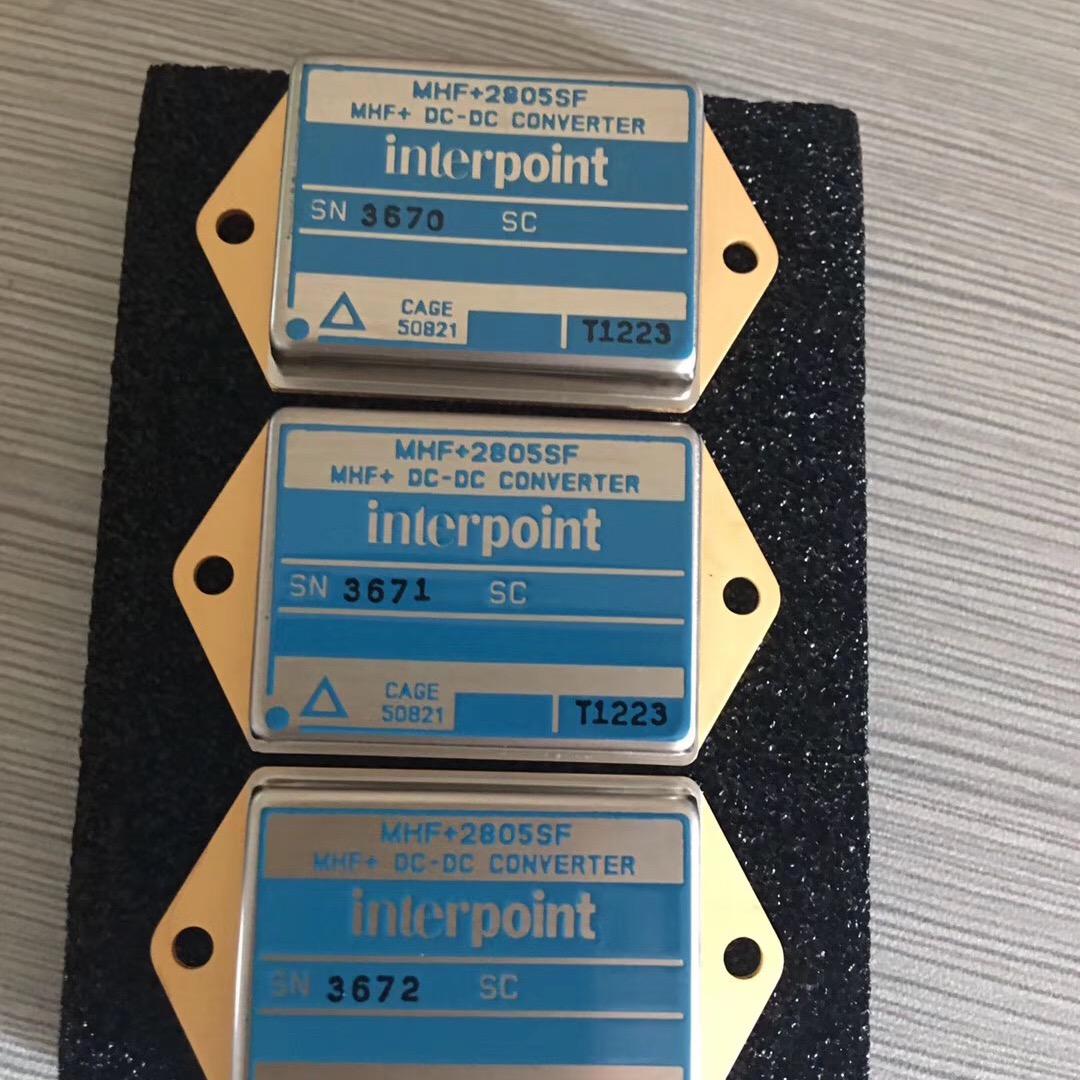 MHF+2805SF
MHF+ DC-DC CONVERTER
interpoint
SN 3670 SC
CAGE
50821 T1223
MHF+2805SF
MHF+ DC-DC CONVERTER
interpoint
SN 3671 SC
CAGE
50821 T1223
MHF+2805SF
MHF+ DC-DC CONVERTER
interpoint
SN 3672 SC